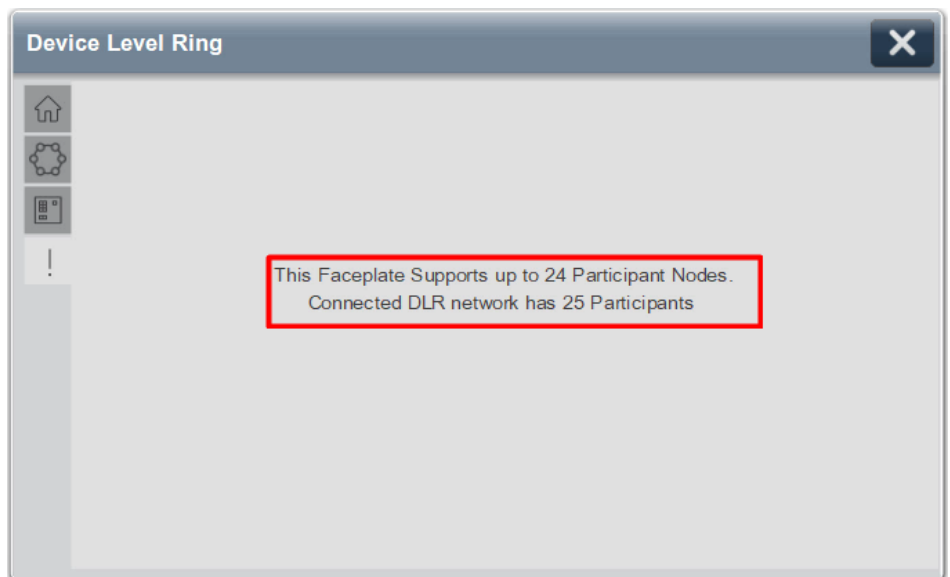 Device Level Ring
This Faceplate Supports up to 24 Participant Nodes.
Connected DLR network has 25 Participants